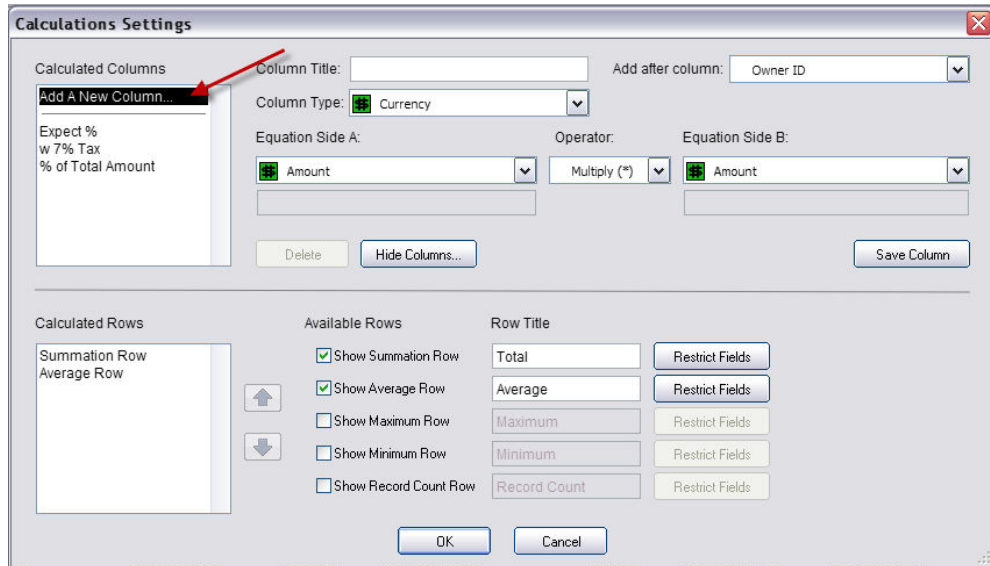 Calculations Settings
Calculated Columns
Add A New Column...
Expect %
w 7% Tax
% of Total Amount
Column Title:
Add after column: Owner ID
Column Type: Currency
Equation Side A:
Operator:
Equation Side B:
Amount
Multiply (*)
Amount
Delete
Hide Columns...
Save Column
Calculated Rows
Summation Row
Average Row
Available Rows
Row Title
Show Summation Row Total Restrict Fields
Show Average Row Average Restrict Fields
Show Maximum Row Maximum Restrict Fields
Show Minimum Row Minimum Restrict Fields
Show Record Count Row Record Count Restrict Fields
OK
Cancel